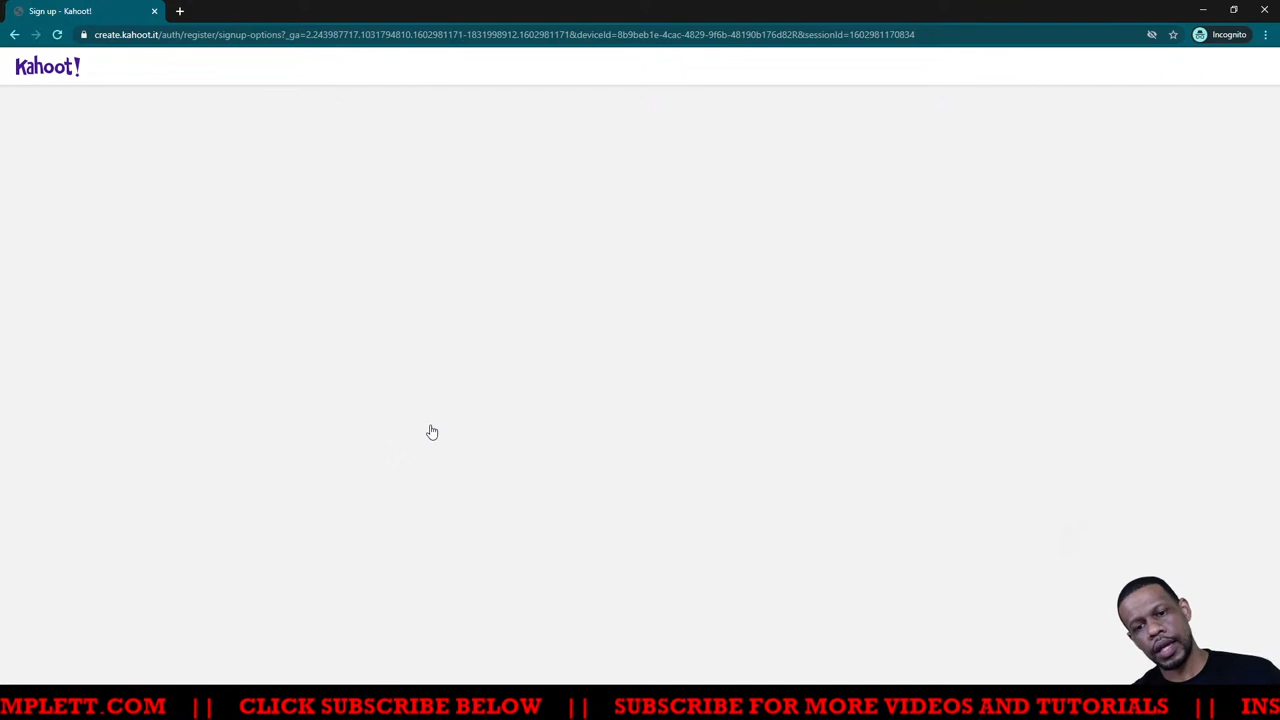 Sign up - Kahoot!
create.kahoot.it/auth/register/signup-options?_ga=2.243987717.1031794810.1602981171-1831998912.1602981171&deviceId=8b9beb1e-4cac-4829-9f6b-48190b176d82R&sessionId=1602981170834
Incognito
Kahoot!
MPLETT.COM || CLICK SUBSCRIBE BELOW || SUBSCRIBE FOR MORE VIDEOS AND TUTORIALS || INS